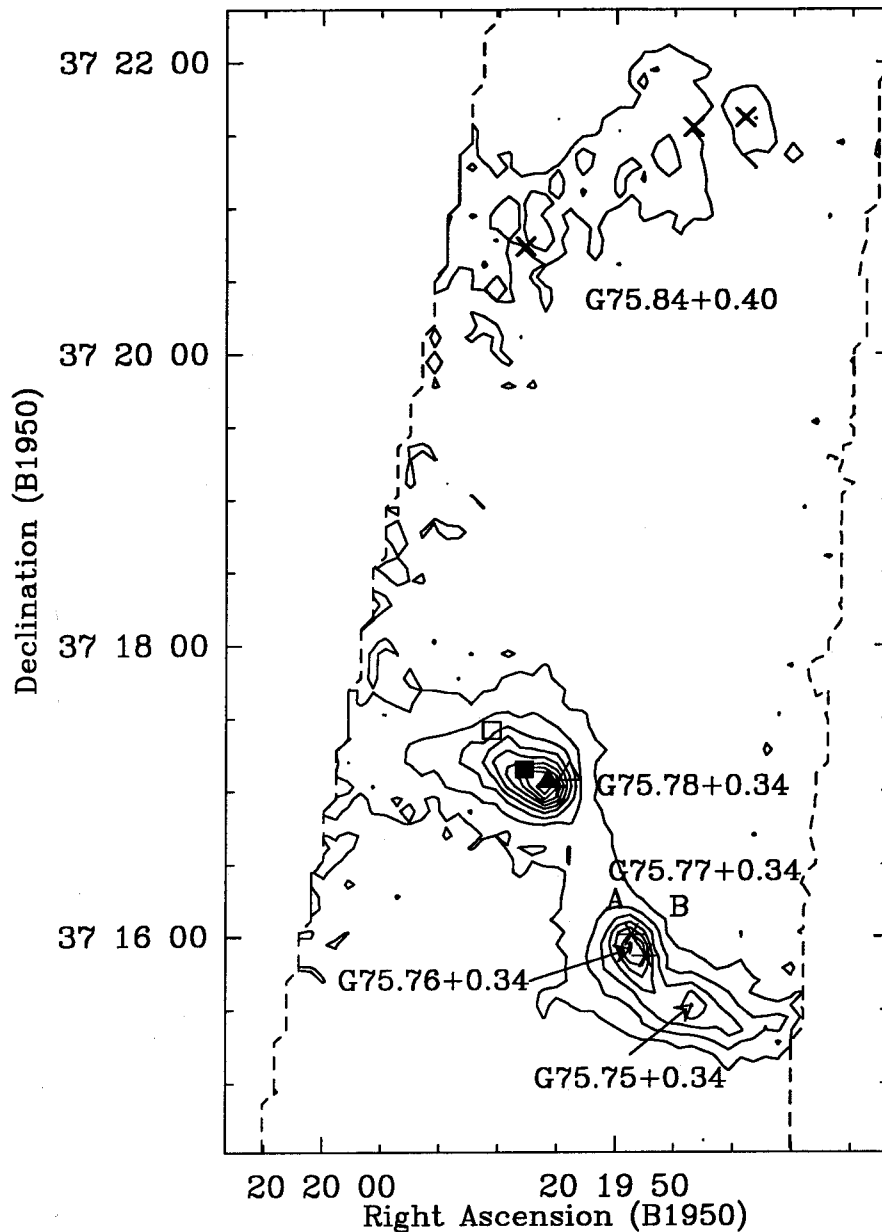 37 22 00
G75.84+0.40
37 20 00
Declination (B1950)
37 18 00
G75.78+0.34
G75.77+0.34
A B
37 16 00
G75.76+0.34
G75.75+0.34
20 20 00 20 19 50
Right Ascension (B1950)